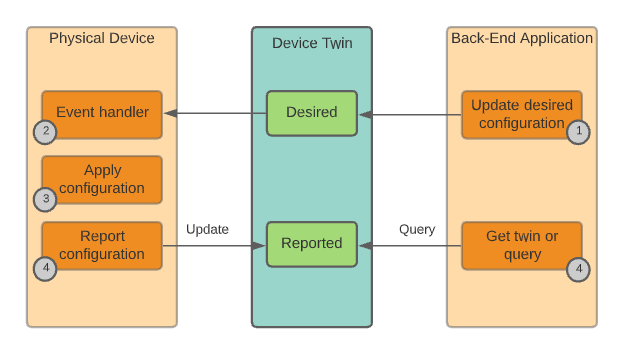 Physical Device
Device Twin
Back-End Application
Event handler
2
Desired
Update desired
configuration
1
Apply
configuration
3
Report
configuration
4
Update
Reported
Query
Get twin or
query
4